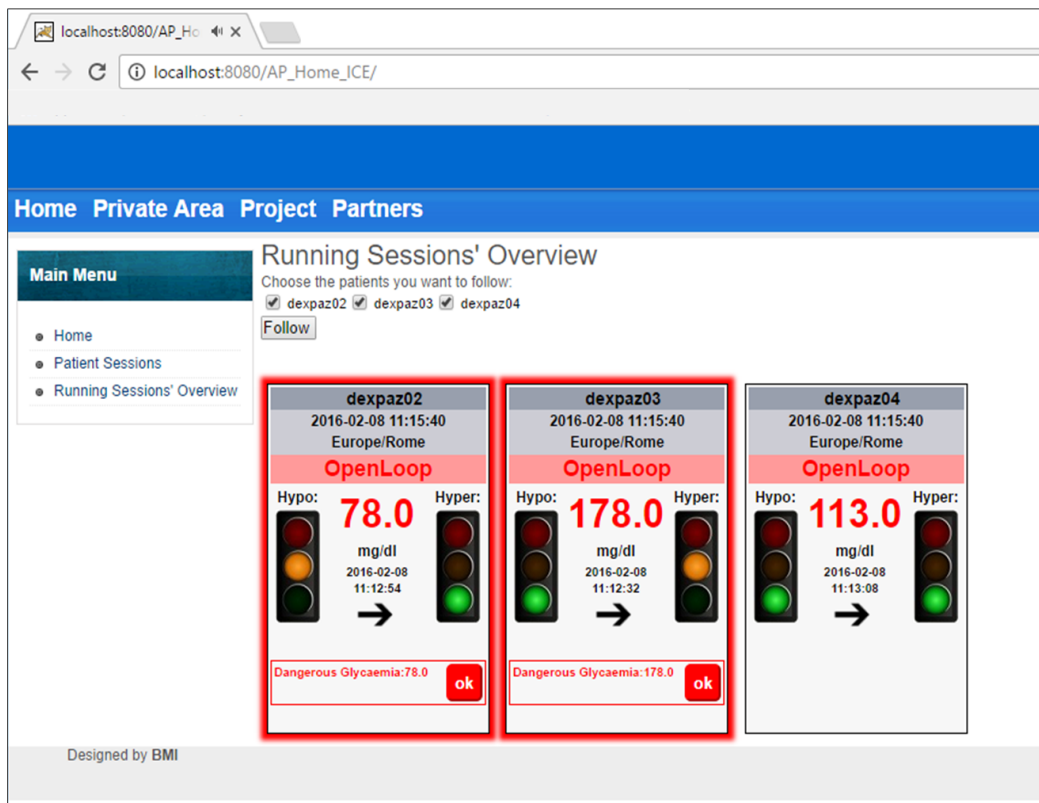 localhost:8080/AP_Ho
localhost:8080/AP_Home_ICE/
Home Private Area Project Partners
Main Menu
Home
Patient Sessions
Running Sessions' Overview
Running Sessions' Overview
Choose the patients you want to follow:
dexpaz02 dexpaz03 dexpaz04
Follow
dexpaz02
2016-02-08 11:15:40
Europe/Rome
OpenLoop
Hypo: 78.0 Hyper:
mg/dl
2016-02-08
11:12:54
Dangerous Glycaemia:78.0 ok
dexpaz03
2016-02-08 11:15:40
Europe/Rome
OpenLoop
Hypo: 178.0 Hyper:
mg/dl
2016-02-08
11:12:32
Dangerous Glycaemia:178.0 ok
dexpaz04
2016-02-08 11:15:40
Europe/Rome
OpenLoop
Hypo: 113.0 Hyper:
mg/dl
2016-02-08
11:13:08
Designed by BMI